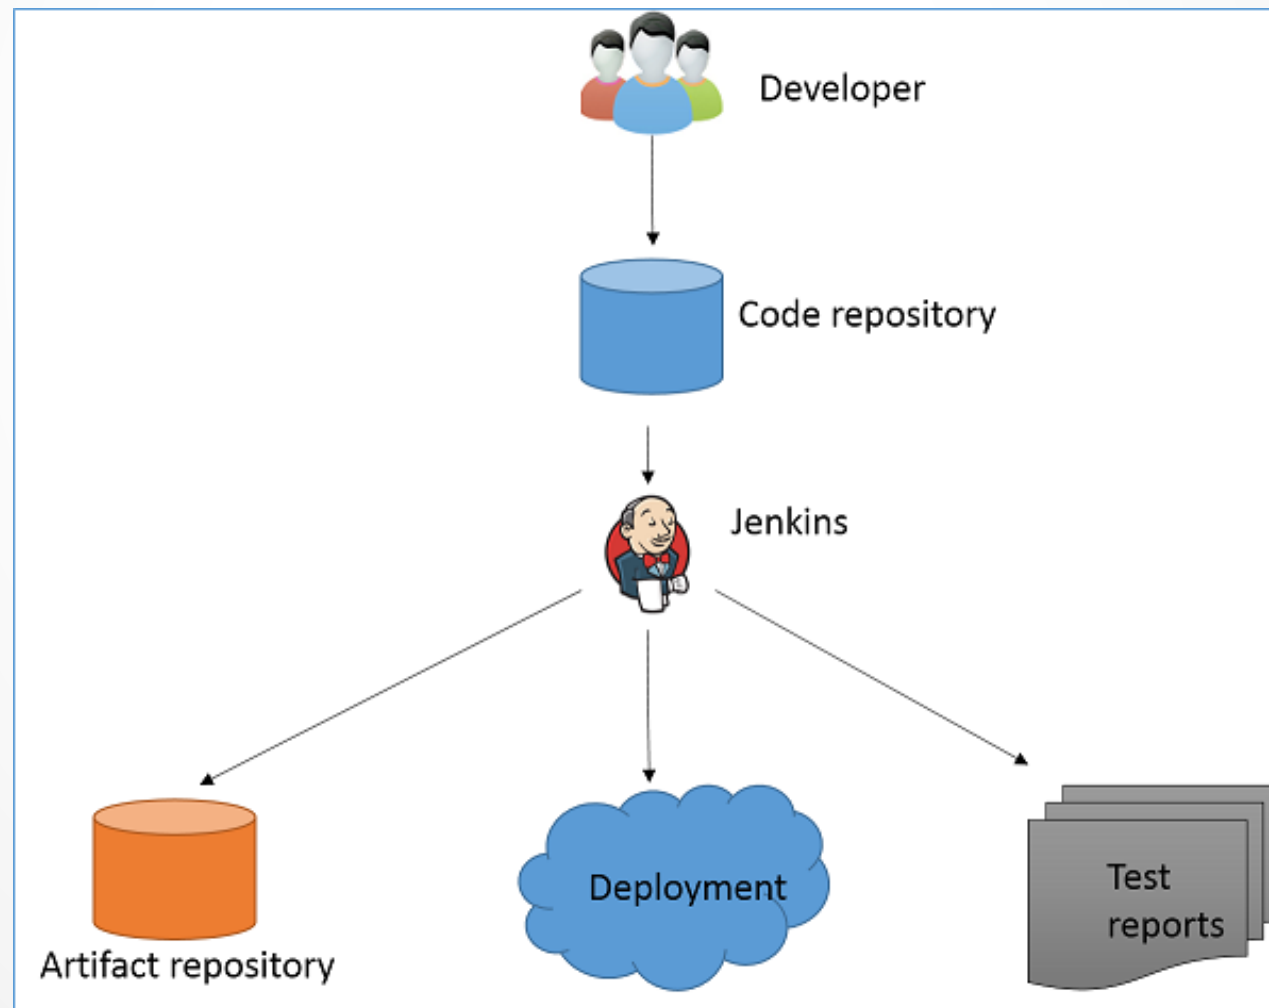 Developer
Code repository
Jenkins
Artifact repository
Deployment
Test
reports